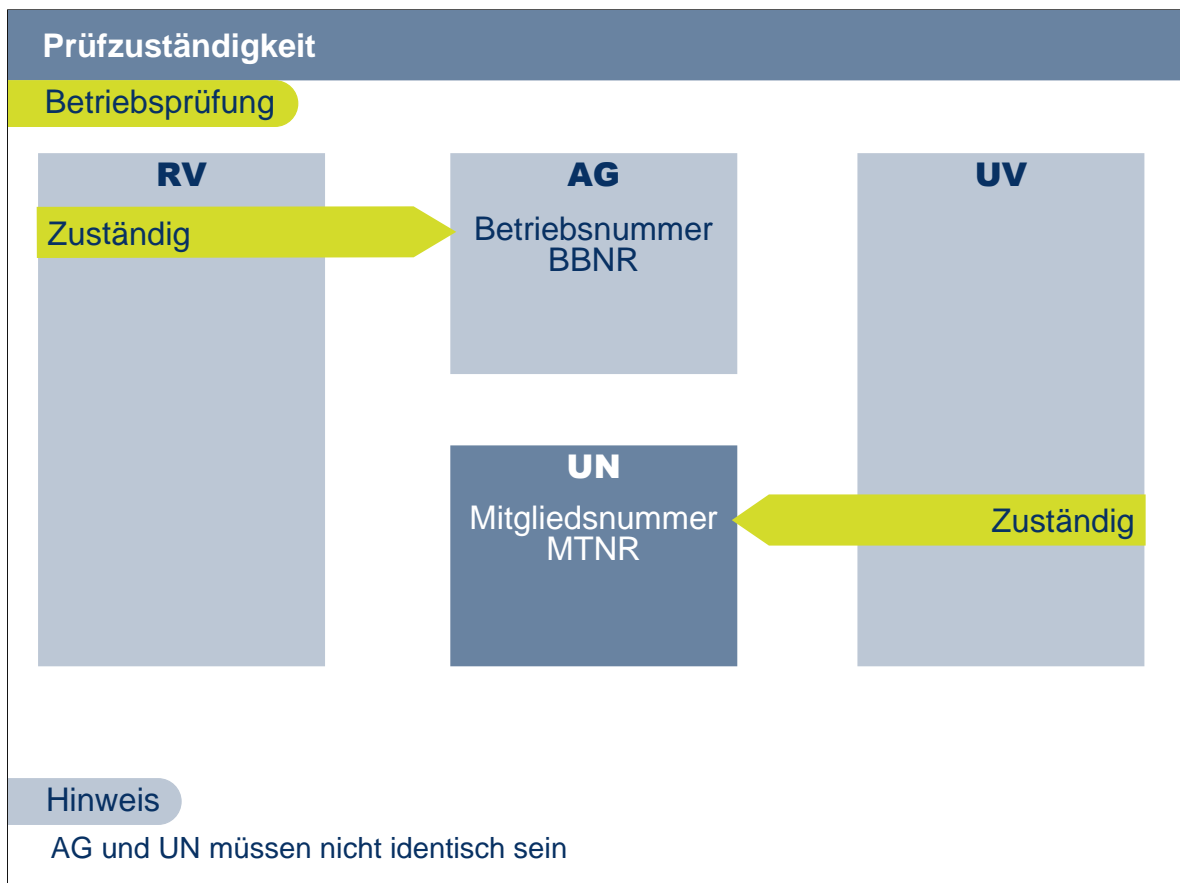 Prüfzuständigkeit
Betriebsprüfung
RV
AG
UV
Zuständig
Betriebsnummer
BBNR
UN
Mitgliedsnummer
MTNR
Zuständig
Hinweis
AG und UN müssen nicht identisch sein